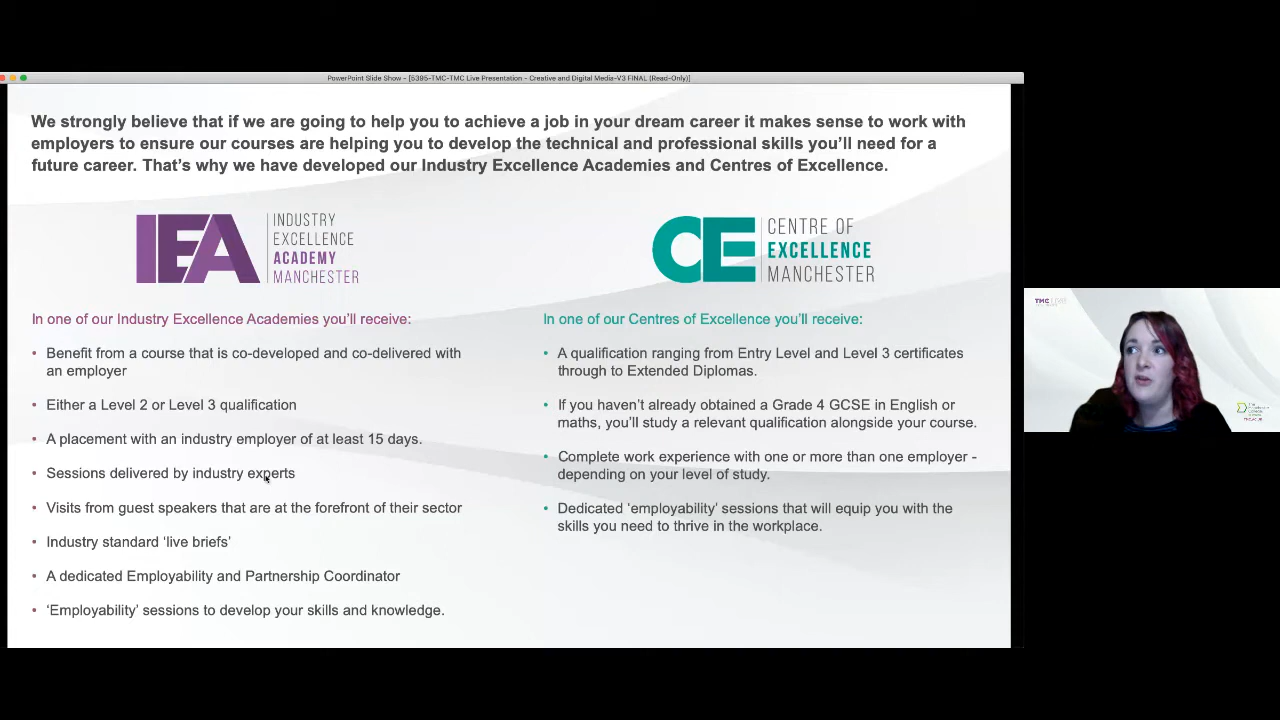 PowerPoint Slide Show - [5395-TMC-TMC Live Presentation - Creative and Digital Media-V3 FINAL (Read-Only)]
We strongly believe that if we are going to help you to achieve a job in your dream career it makes sense to work with
employers to ensure our courses are helping you to develop the technical and professional skills you’ll need for a
future career. That’s why we have developed our Industry Excellence Academies and Centres of Excellence.
IEA
INDUSTRY
EXCELLENCE
ACADEMY
MANCHESTER
In one of our Industry Excellence Academies you’ll receive:
• Benefit from a course that is co-developed and co-delivered with
an employer
• Either a Level 2 or Level 3 qualification
• A placement with an industry employer of at least 15 days.
• Sessions delivered by industry experts
• Visits from guest speakers that are at the forefront of their sector
• Industry standard ‘live briefs’
• A dedicated Employability and Partnership Coordinator
• ‘Employability’ sessions to develop your skills and knowledge.
CE
CENTRE OF
EXCELLENCE
MANCHESTER
In one of our Centres of Excellence you’ll receive:
• A qualification ranging from Entry Level and Level 3 certificates
through to Extended Diplomas.
• If you haven’t already obtained a Grade 4 GCSE in English or
maths, you’ll study a relevant qualification alongside your course.
• Complete work experience with one or more than one employer -
depending on your level of study.
• Dedicated ‘employability’ sessions that will equip you with the
skills you need to thrive in the workplace.
TMC LIVE